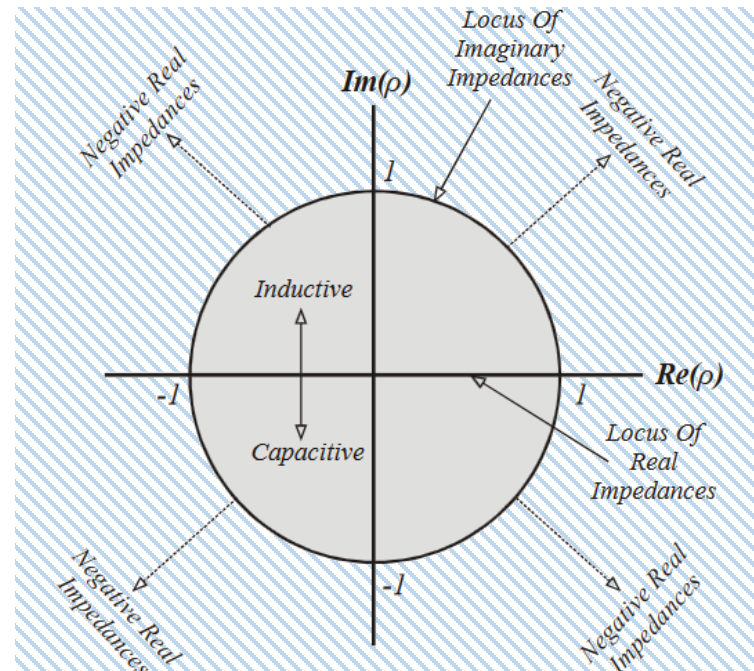 Locus Of
Imaginary
Impedances
Im(ρ)
Negative Real
Impedances
Negative Real
Impedances
1
Inductive
-1
1
Re(ρ)
Capacitive
Locus Of
Real
Impedances
-1
Negative Real
Impedances
Negative Real
Impedances